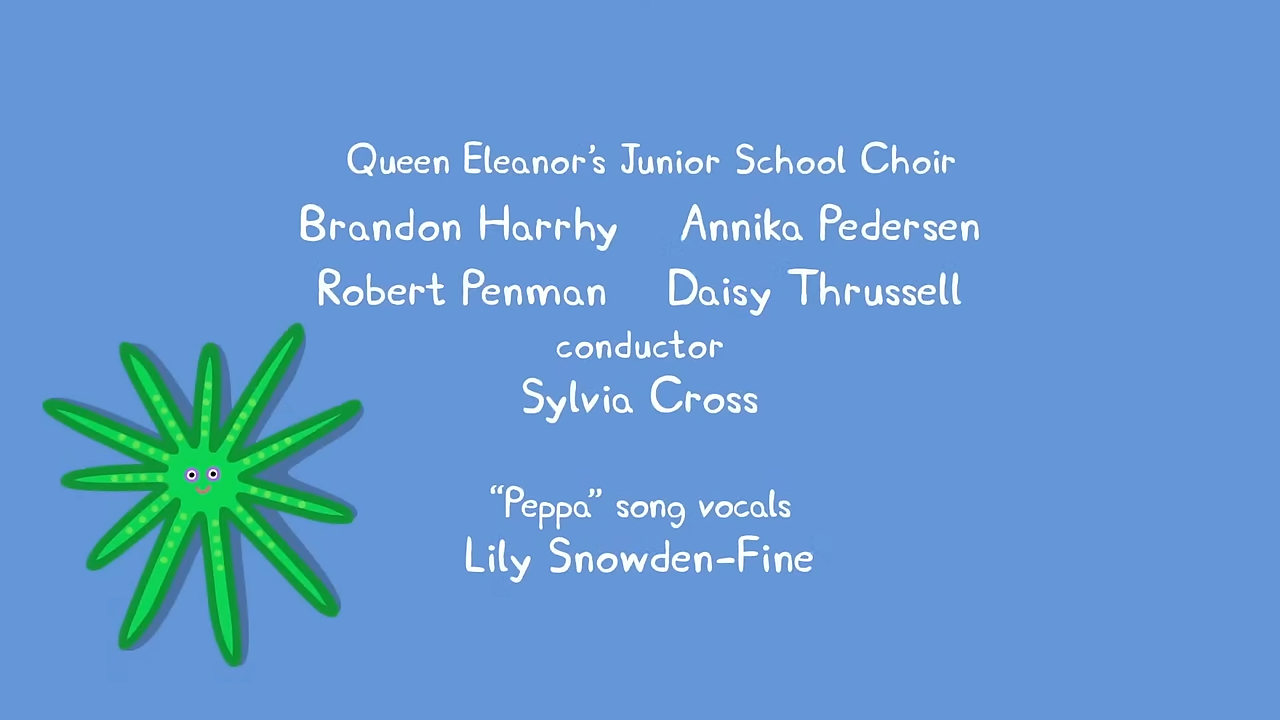 Queen Eleanor's Junior School Choir
Brandon Harrhy Annika Pedersen
Robert Penman Daisy Thrussell
conductor
Sylvia Cross
“Peppa” song vocals
Lily Snowden-Fine